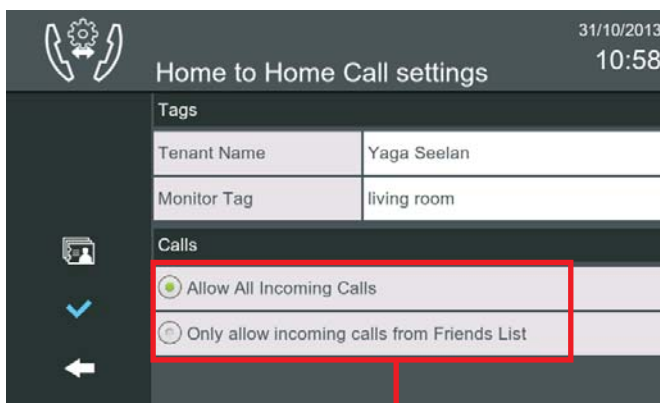 31/10/2013
Home to Home Call settings
10:58
Tags
Tenant Name
Yaga Seelan
Monitor Tag
living room
Calls
Allow All Incoming Calls
Only allow incoming calls from Friends List